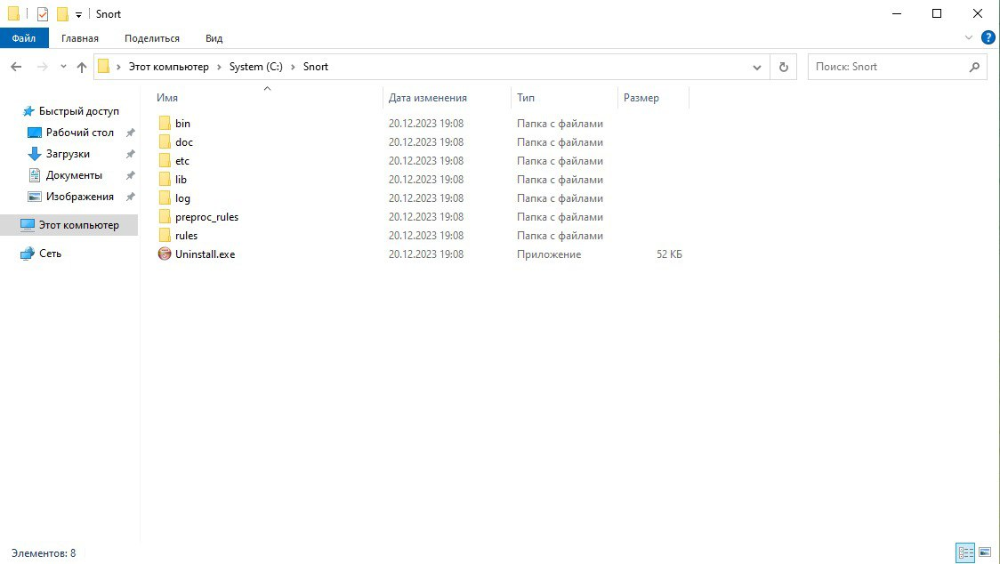 Snort
Файл Главная Поделиться Вид
Этот компьютер System (C:) Snort Поиск: Snort
Имя Дата изменения Тип Размер
Быстрый доступ
Рабочий стол
Загрузки
Документы
Изображения
Этот компьютер
Сеть
bin 20.12.2023 19:08 Папка с файлами
doc 20.12.2023 19:08 Папка с файлами
etc 20.12.2023 19:08 Папка с файлами
lib 20.12.2023 19:08 Папка с файлами
log 20.12.2023 19:08 Папка с файлами
preproc_rules 20.12.2023 19:08 Папка с файлами
rules 20.12.2023 19:08 Папка с файлами
Uninstall.exe 20.12.2023 19:08 Приложение 52 КБ
Элементов: 8